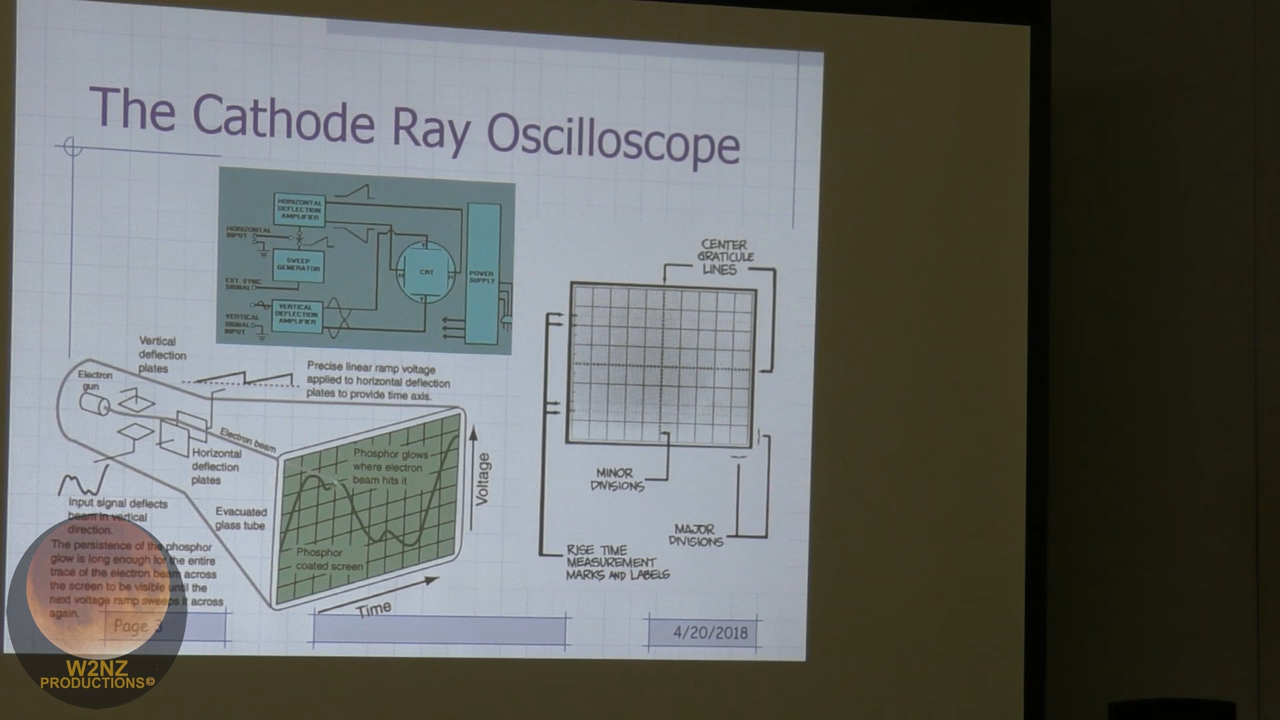 The Cathode Ray Oscilloscope
HORIZONTAL
DEFLECTION
AMPLIFIER
HORIZONTAL
INPUT
SWEEP
GENERATOR
EXT. SYNC
SIGNAL
VERTICAL
DEFLECTION
AMPLIFIER
VERTICAL
SIGNAL
INPUT
CRT
POWER
SUPPLY
CENTER
GRATICULE
LINES
MINOR
DIVISIONS
MAJOR
DIVISIONS
RISE TIME
MEASUREMENT
MARKS AND LABELS
Vertical
deflection
plates
Precise linear ramp voltage
applied to horizontal deflection
plates to provide time axis.
Electron
gun
Electron beam
Horizontal
deflection
plates
Phosphor glows
where electron
beam hits it
Voltage
Input signal deflects
beam in vertical
direction.
Evacuated
glass tube
Phosphor
coated screen
Time
The persistence of the phosphor
glow is long enough for the entire
trace of the electron beam across
the screen to be visible until the
next voltage ramp sweeps it across
again.
Page 3
4/20/2018
W2NZ
PRODUCTIONS©